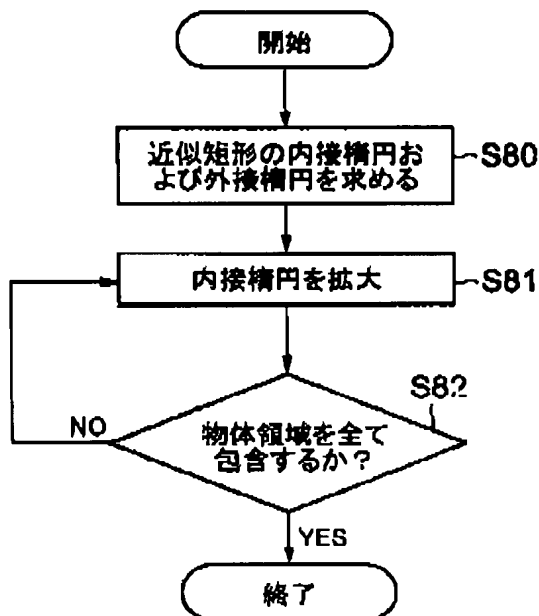 開始
近似矩形の内接楕円お
よび外接楕円を求める
S80
内接楕円を拡大
S81
S82
物体領域を全て
包含するか？
NO
YES
終了